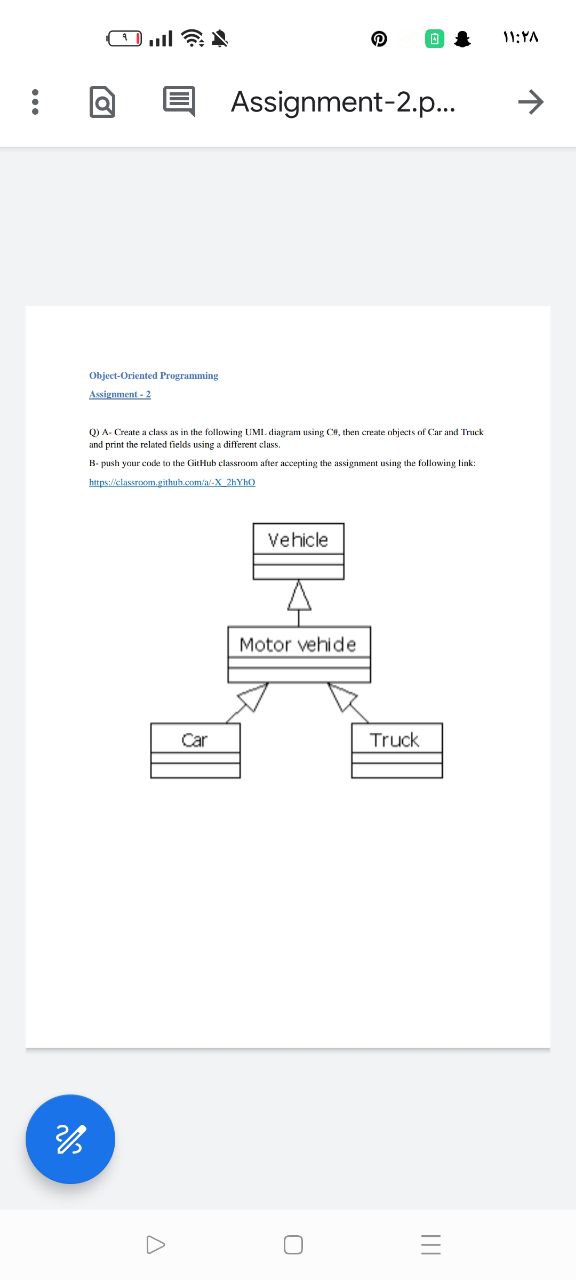 ٩
١١:٢٨
Assignment-2.p...
Object-Oriented Programming
Assignment - 2
Q) A- Create a class as in the following UML diagram using C#, then create objects of Car and Truck
and print the related fields using a different class.
B- push your code to the GitHub classroom after accepting the assignment using the following link:
https://classroom.github.com/a/-X_2hYhO
Vehicle
Motor vehicle
Car
Truck